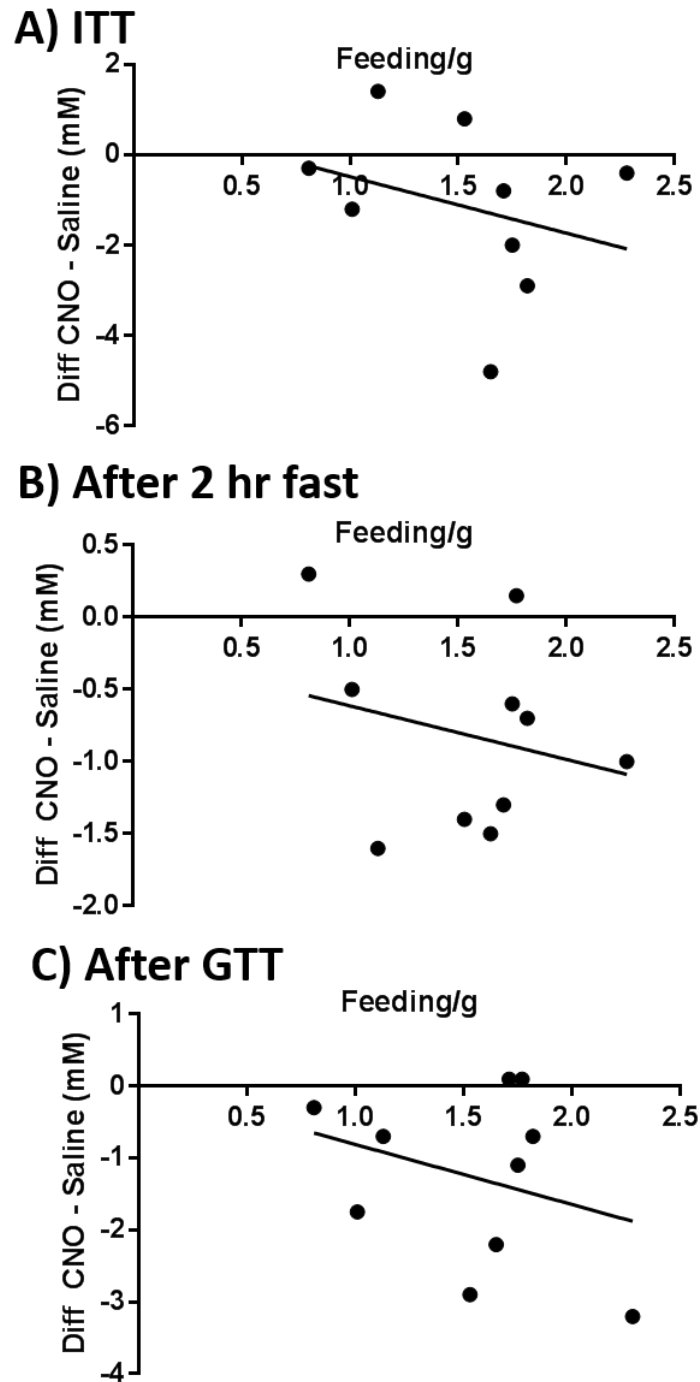 A) ITT
Feeding/g
2
0
-2
-4
-6
0.5 1.0 1.5 2.0 2.5
Diff CNO - Saline (mM)
B) After 2 hr fast
Feeding/g
0.5
0.0
-0.5
-1.0
-1.5
-2.0
0.5 1.0 1.5 2.0 2.5
Diff CNO - Saline (mM)
C) After GTT
Feeding/g
1
0
-1
-2
-3
-4
0.5 1.0 1.5 2.0 2.5
Diff CNO - Saline (mM)